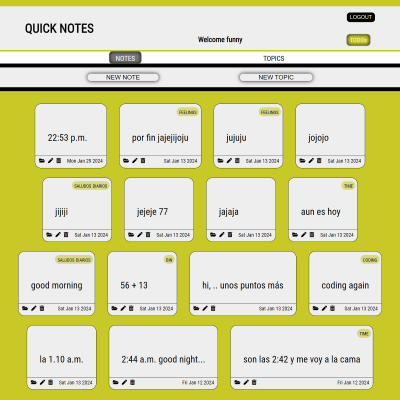 QUICK NOTES
LOGOUT
Welcome funny
TODOs
NOTES
TOPICS
NEW NOTE
NEW TOPIC
22:53 p.m.
Mon Jan 29 2024
FEELINGS
por fin jajejijoju
Sat Jan 13 2024
FEELINGS
jujuju
Sat Jan 13 2024
jojojo
Sat Jan 13 2024
SALUDOS DIARIOS
jijiji
Sat Jan 13 2024
jejeje 77
Sat Jan 13 2024
jajaja
Sat Jan 13 2024
TIME
aun es hoy
Sat Jan 13 2024
SALUDOS DIARIOS
good morning
Sat Jan 13 2024
56 + 13
Sat Jan 13 2024
hi, .. unos puntos más
Sat Jan 13 2024
CODING
coding again
Sat Jan 13 2024
la 1.10 a.m.
Sat Jan 13 2024
2:44 a.m. good night...
Fri Jan 12 2024
TIME
son las 2:42 y me voy a la cama
Fri Jan 12 2024